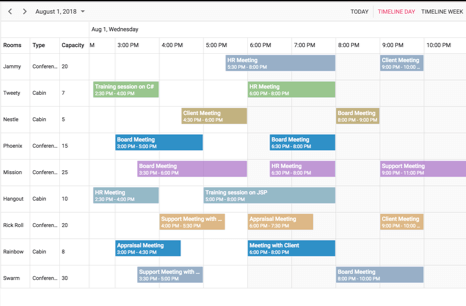 August 1, 2018
TODAY TIMELINE DAY TIMELINE WEEK
Aug 1, Wednesday
Rooms Type Capacity M 3:00 PM 4:00 PM 5:00 PM 6:00 PM 7:00 PM 8:00 PM 9:00 PM 10:00 PM
Jammy Conferen... 20
HR Meeting
5:30 PM - 8:00 PM
Client Meeting
9:00 PM - 10:00 ...
Tweety Cabin 7
Training session on C#
2:30 PM - 4:00 PM
HR Meeting
6:00 PM - 8:00 PM
Nestle Cabin 5
Client Meeting
4:30 PM - 6:00 PM
Board Meeting
8:00 PM - 9:00 PM
Phoenix Conferen... 15
Board Meeting
3:00 PM - 5:00 PM
Board Meeting
6:30 PM - 8:00 PM
Mission Conferen... 25
Board Meeting
3:30 PM - 6:00 PM
HR Meeting
6:30 PM - 8:00 PM
Support Meeting
9:00 PM - 11:00 PM
Hangout Cabin 10
HR Meeting
2:30 PM - 4:00 PM
Training session on JSP
5:00 PM - 8:00 PM
Rick Roll Conferen... 20
Support Meeting with ...
4:00 PM - 5:30 PM
Appraisal Meeting
6:00 PM - 7:30 PM
Client Meeting
9:00 PM - 10:00 ...
Rainbow Cabin 8
Appraisal Meeting
3:00 PM - 4:30 PM
Meeting with Client
6:00 PM - 8:00 PM
Swarm Conferen... 30
Support Meeting with ...
3:30 PM - 5:00 PM
Board Meeting
8:00 PM - 10:00 PM